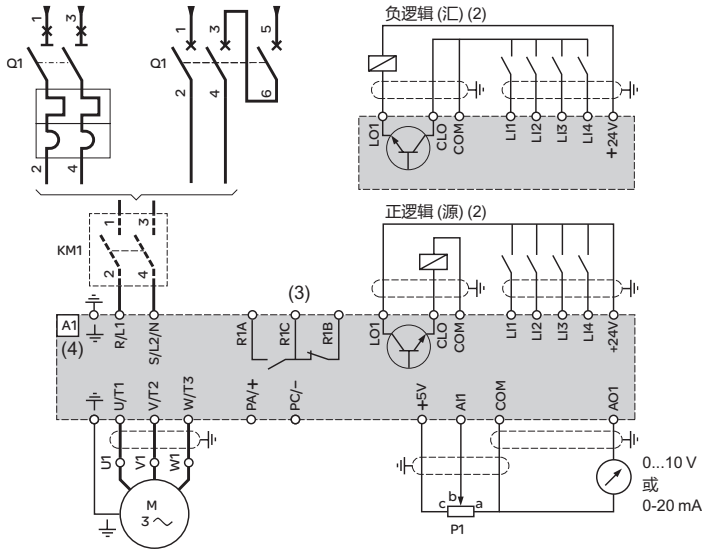 1
3
Q1
2
4
1
3
5
Q1
2
4
6
负逻辑 (汇) (2)
LO1
CLO
COM
LI1
LI2
LI3
LI4
+24V
KM1
1
3
2
4
正逻辑 (源) (2)
(3)
A1
(4)
R/L1
S/L2/N
R1A
R1C
R1B
LO1
CLO
COM
LI1
LI2
LI3
LI4
+24V
U/T1
V/T2
W/T3
PA/+
PC/-
+5V
AI1
COM
AO1
U1
V1
W1
M
3
c
b
a
P1
0...10 V
或
0-20 mA